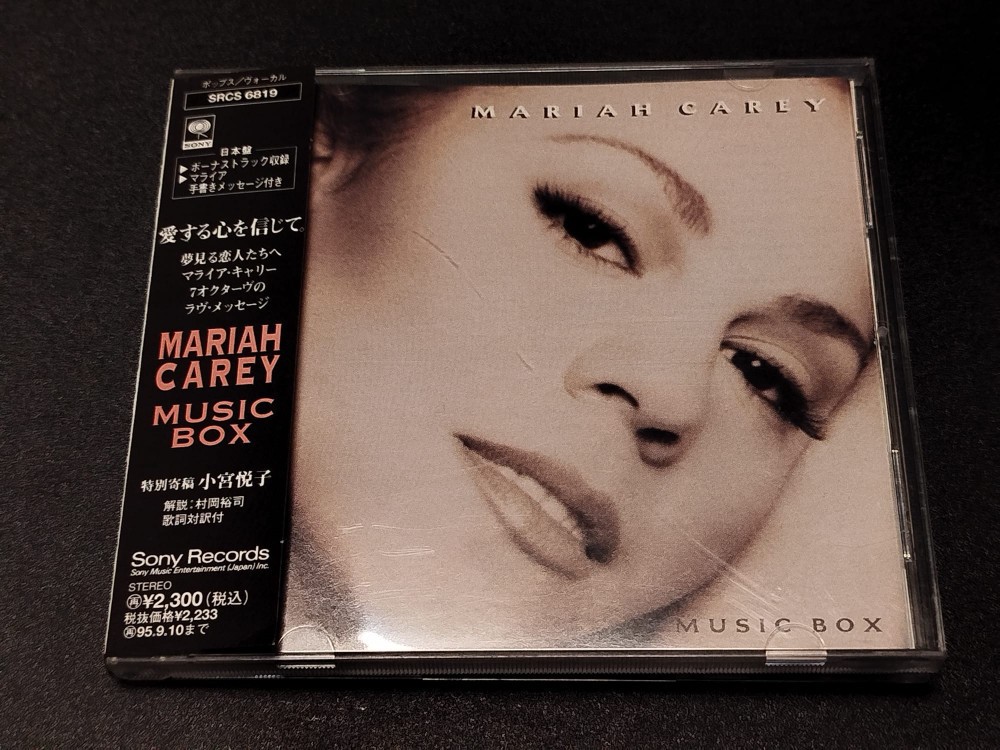 ポップス/ヴォーカル
SRCS 6819
SONY
日本盤
▶ボーナストラック収録
▶マライア
手書きメッセージ付き
愛する心を信じて。
夢見る恋人たちへ
マライア・キャリー
7オクターヴの
ラヴ・メッセージ
MARIAH
CAREY
MUSIC
BOX
特別寄稿 小宮悦子
解説:村岡裕司
歌詞対訳付
Sony Records
Sony Music Entertainment (Japan) Inc.
STEREO
㊢¥2,300(税込)
税抜価格¥2,233
㊢95.9.10まで
MARIAH CAREY
MUSIC BOX